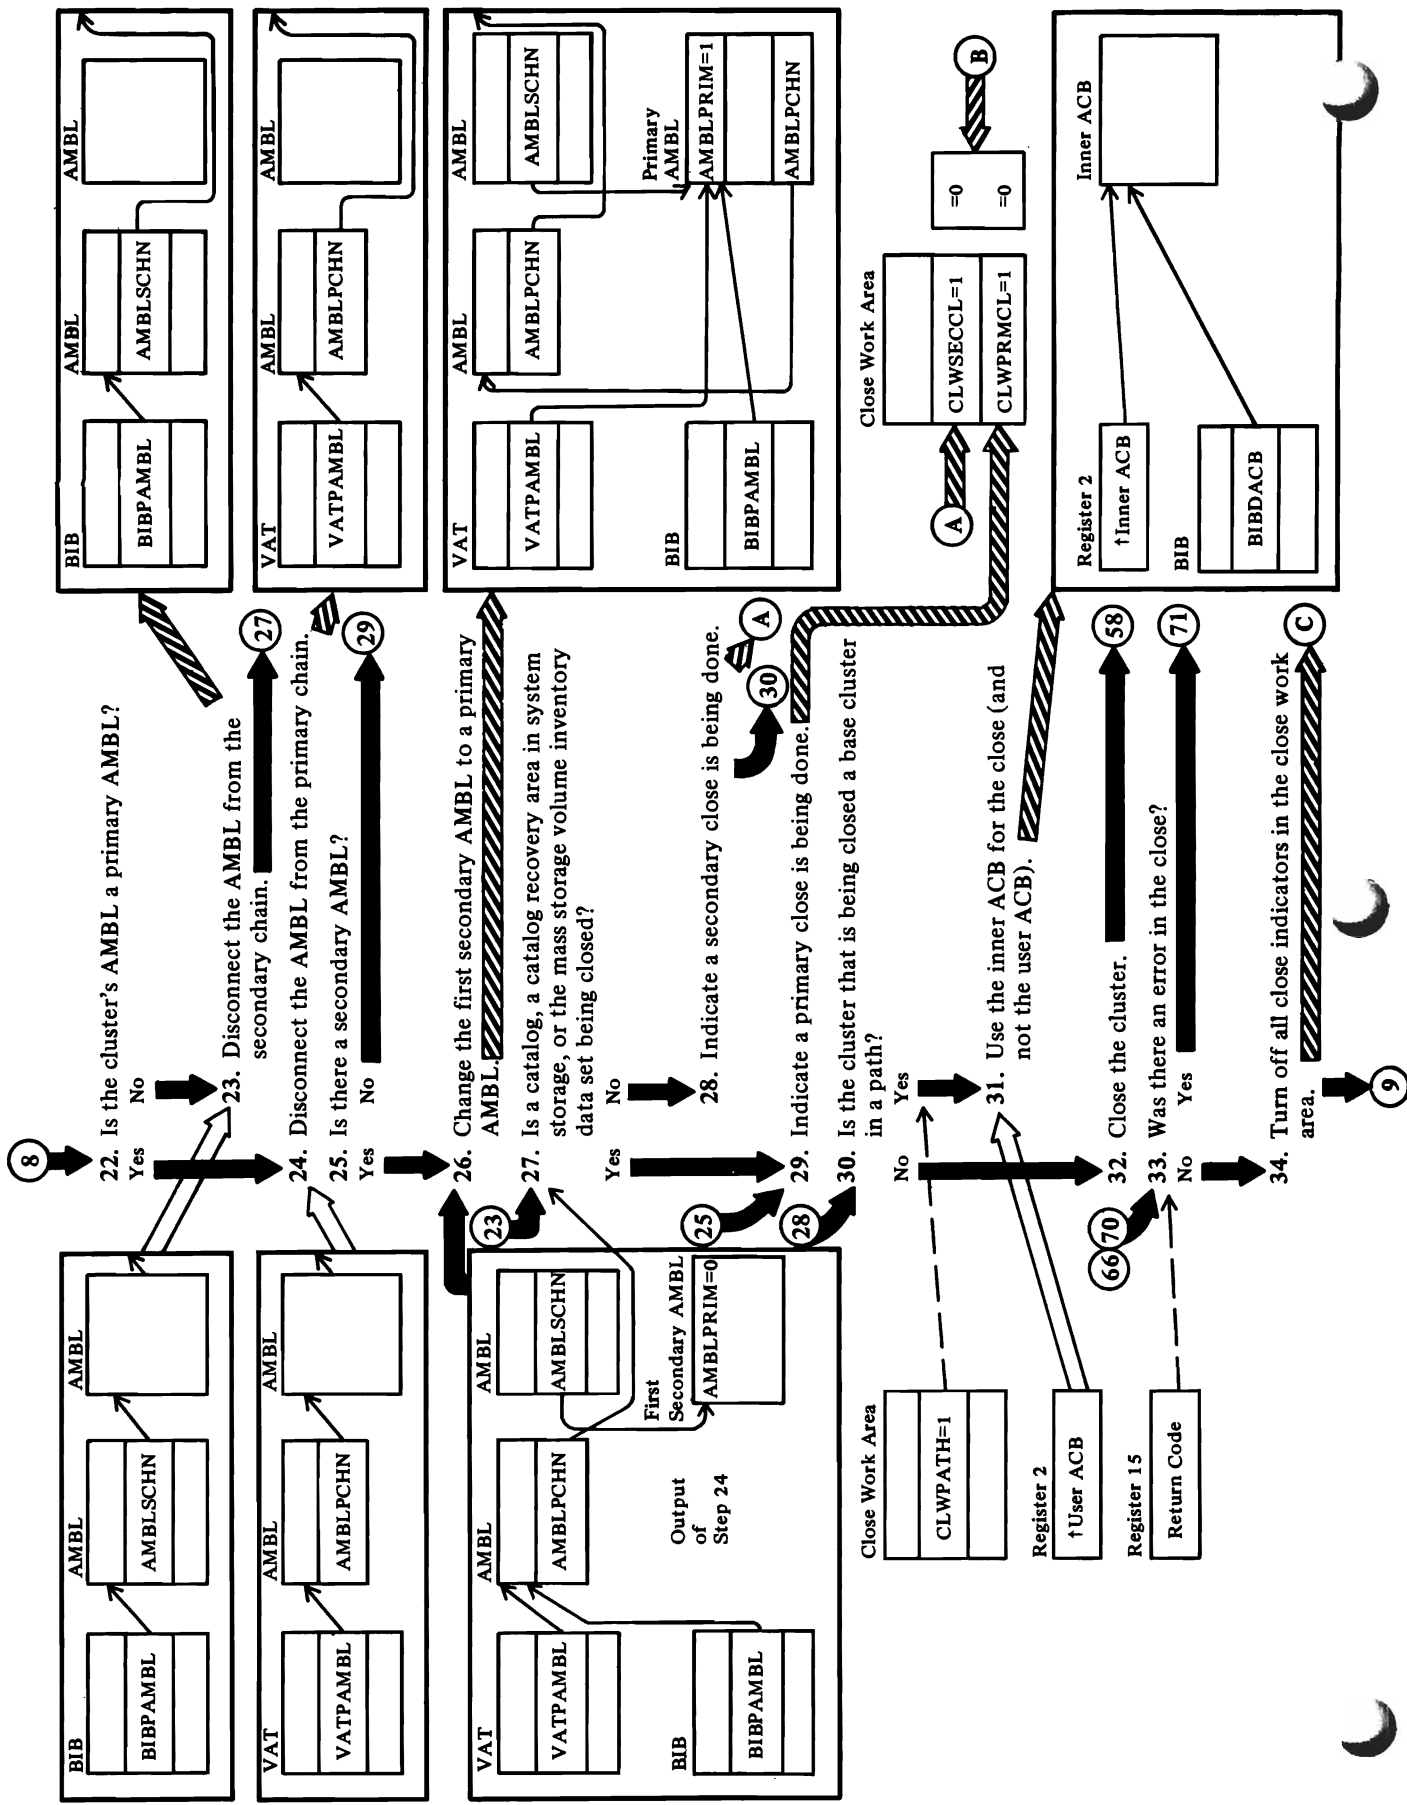 8
22. Is the cluster's AMBL a primary AMBL?
Yes
No
23. Disconnect the AMBL from the
secondary chain.
27
24. Disconnect the AMBL from the primary chain.
25. Is there a secondary AMBL?
Yes
No
29
26. Change the first secondary AMBL to a primary
AMBL.
23
27. Is a catalog, a catalog recovery area in system
storage, or the mass storage volume inventory
data set being closed?
Yes
No
28. Indicate a secondary close is being done.
A
30
25
29. Indicate a primary close is being done.
28
30. Is the cluster that is being closed a base cluster
in a path?
No
Yes
31. Use the inner ACB for the close (and
not the user ACB).
32. Close the cluster.
58
66
70
33. Was there an error in the close?
No
Yes
71
34. Turn off all close indicators in the close work
area.
C
9
BIB
BIBPAMBL
AMBL
AMBLSCHN
AMBL
VAT
VATPAMBL
AMBL
AMBLPCHN
AMBL
VAT
VATPAMBL
AMBL
AMBLPCHN
AMBL
AMBLSCHN
First
Secondary AMBL
AMBLPRIM=0
Output
of
Step 24
BIB
BIBPAMBL
Close Work Area
CLWPATH=1
Register 2
↑User ACB
Register 15
Return Code
BIB
BIBPAMBL
AMBL
AMBLSCHN
AMBL
VAT
VATPAMBL
AMBL
AMBLPCHN
AMBL
VAT
VATPAMBL
AMBL
AMBLPCHN
AMBL
AMBLSCHN
Primary
AMBL
AMBLPRIM=1
AMBLPCHN
BIB
BIBPAMBL
Close Work Area
A
CLWSECCL=1
CLWPRMCL=1
=0
=0
B
Register 2
↑Inner ACB
BIB
BIBDACB
Inner ACB